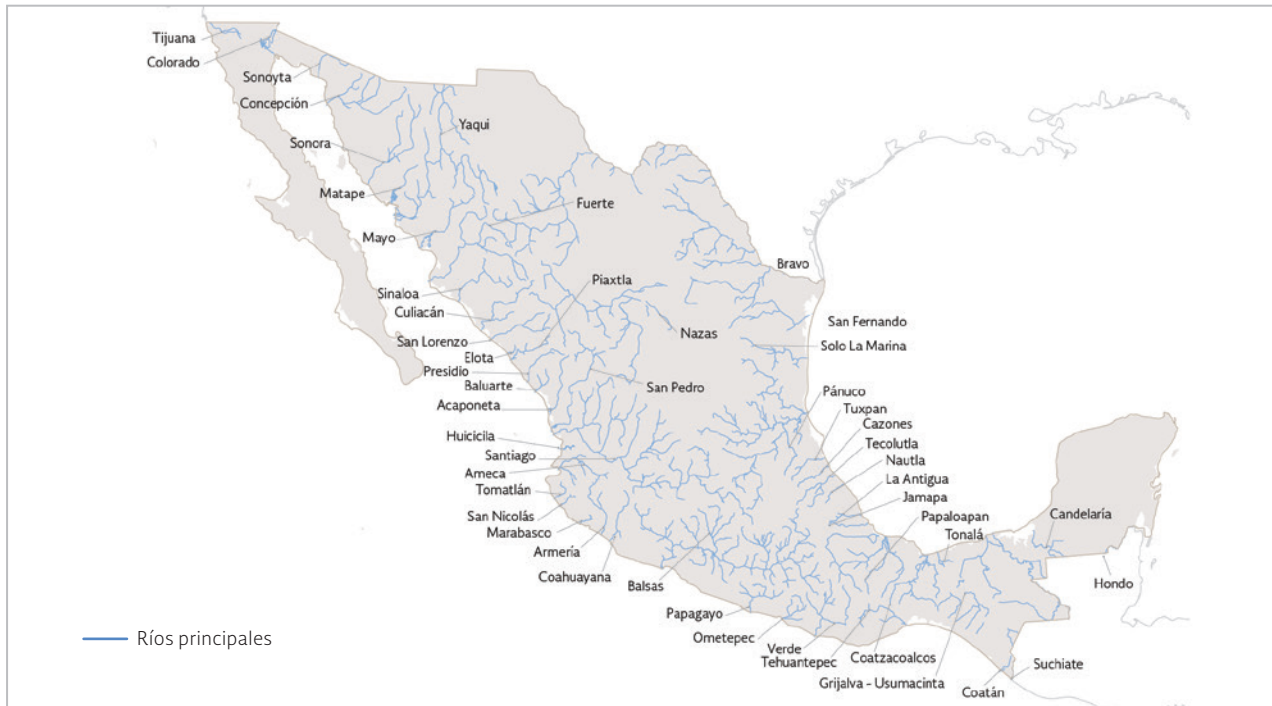 Tijuana
Colorado
Sonoyta
Concepción
Yaqui
Sonora
Matape
Fuerte
Mayo
Bravo
Piaxtla
Sinaloa
Culiacán
San Fernando
Nazas
San Lorenzo
Solo La Marina
Elota
Presidio
Baluarte
San Pedro
Pánuco
Acaponeta
Tuxpan
Cazones
Huicicila
Tecolutla
Santiago
Nautla
Ameca
La Antigua
Tomatlán
Jamapa
San Nicolás
Papaloapan
Candelaría
Marabasco
Tonalá
Armería
Coahuayana
Balsas
Hondo
Papagayo
Ometepec
Ríos principales
Verde
Tehuantepec
Coatzacoalcos
Suchiate
Grijalva - Usumacinta
Coatán